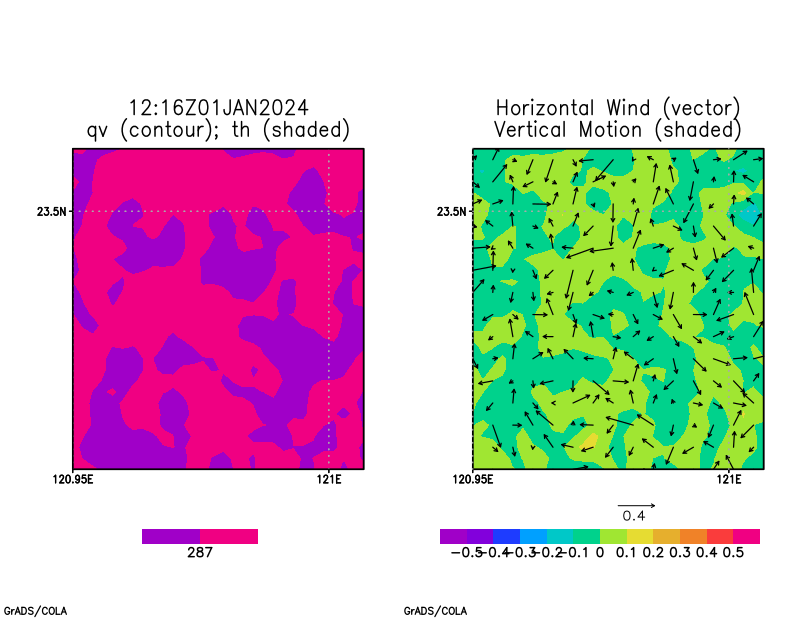 12:16Z01JAN2024
qv (contour); th (shaded)
23.5N
120.95E
121E
287
GrADS/COLA
Horizontal Wind (vector)
Vertical Motion (shaded)
23.5N
120.95E
121E
0.4
-0.5 -0.4 -0.3 -0.2 -0.1 0 0.1 0.2 0.3 0.4 0.5
GrADS/COLA